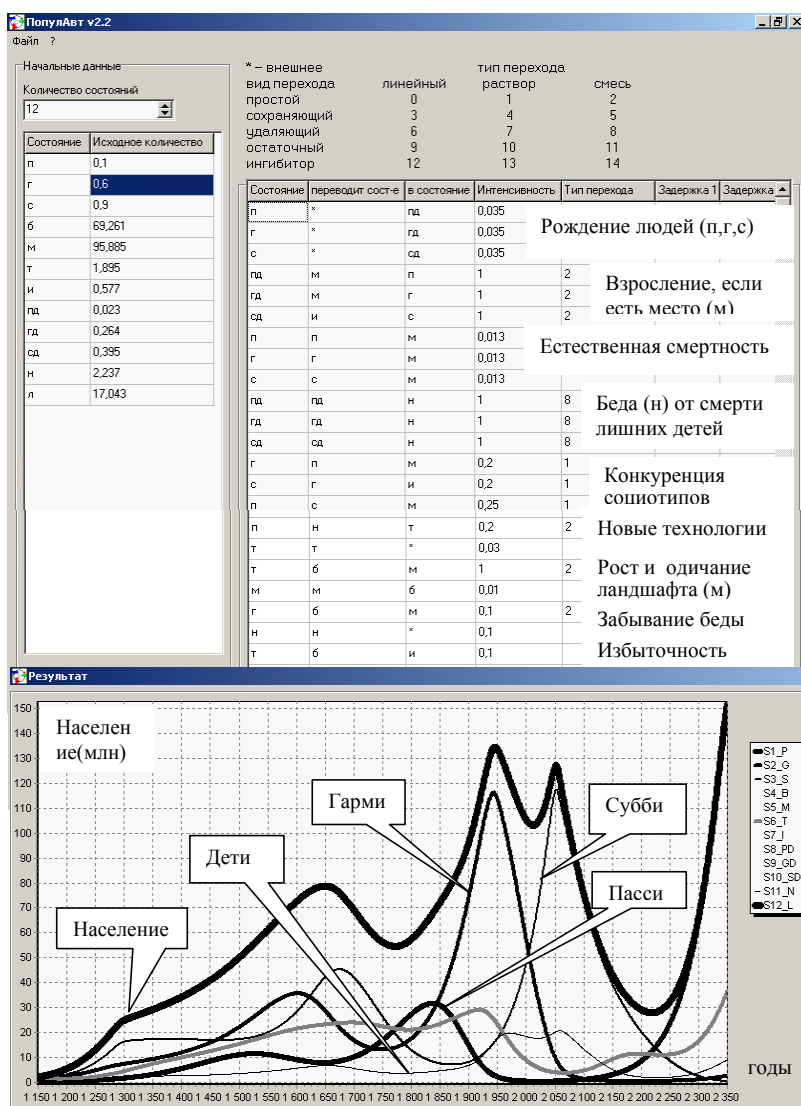 ПопулАвт v2.2
Файл ?
Начальные данные
Количество состояний
12
Состояние Исходное количество
п 0,1
г 0,6
с 0,9
б 69,261
м 95,885
т 1,895
и 0,577
пд 0,023
гд 0,264
сд 0,395
н 2,237
л 17,043
* – внешнее тип перехода
вид перехода линейный раствор смесь
простой 0 1 2
сохраняющий 3 4 5
удаляющий 6 7 8
остаточный 9 10 11
ингибитор 12 13 14
Состояние переводит сост-е в состояние Интенсивность Тип перехода Задержка 1 Задержка
п * пд 0,035
г * гд 0,035
с * сд 0,035
Рождение людей (п,г,с)
пд м п 1 2
гд м г 1 2
сд и с 1 2
Взросление, если
есть место (м)
п п м 0,013
г г м 0,013
с с м 0,013
Естественная смертность
пд пд н 1 8
гд гд н 1 8
сд сд н 1 8
Беда (н) от смерти
лишних детей
г п м 0,2 1
с г и 0,2 1
п с м 0,25 1
Конкуренция
социотипов
п н т 0,2 2
Новые технологии
т т * 0,03
т б м 1 2
м м б 0,01
Рост и одичание
ландшафта (м)
г б м 0,1 2
Забывание беды
н н * 0,1
т б и 0,1
Избыточность
Результат
150
140
130
120
110
100
90
80
70
60
50
40
30
20
10
0
Населен
ие(млн)
Гарми
Субби
Дети
Пасси
Население
S1_P
S2_G
S3_S
S4_B
S5_M
S6_T
S7_I
S8_PD
S9_GD
S10_SD
S11_N
S12_L
годы
1 150 1 200 1 250 1 300 1 350 1 400 1 450 1 500 1 550 1 600 1 650 1 700 1 750 1 800 1 850 1 900 1 950 2 000 2 050 2 100 2 150 2 200 2 250 2 300 2 350